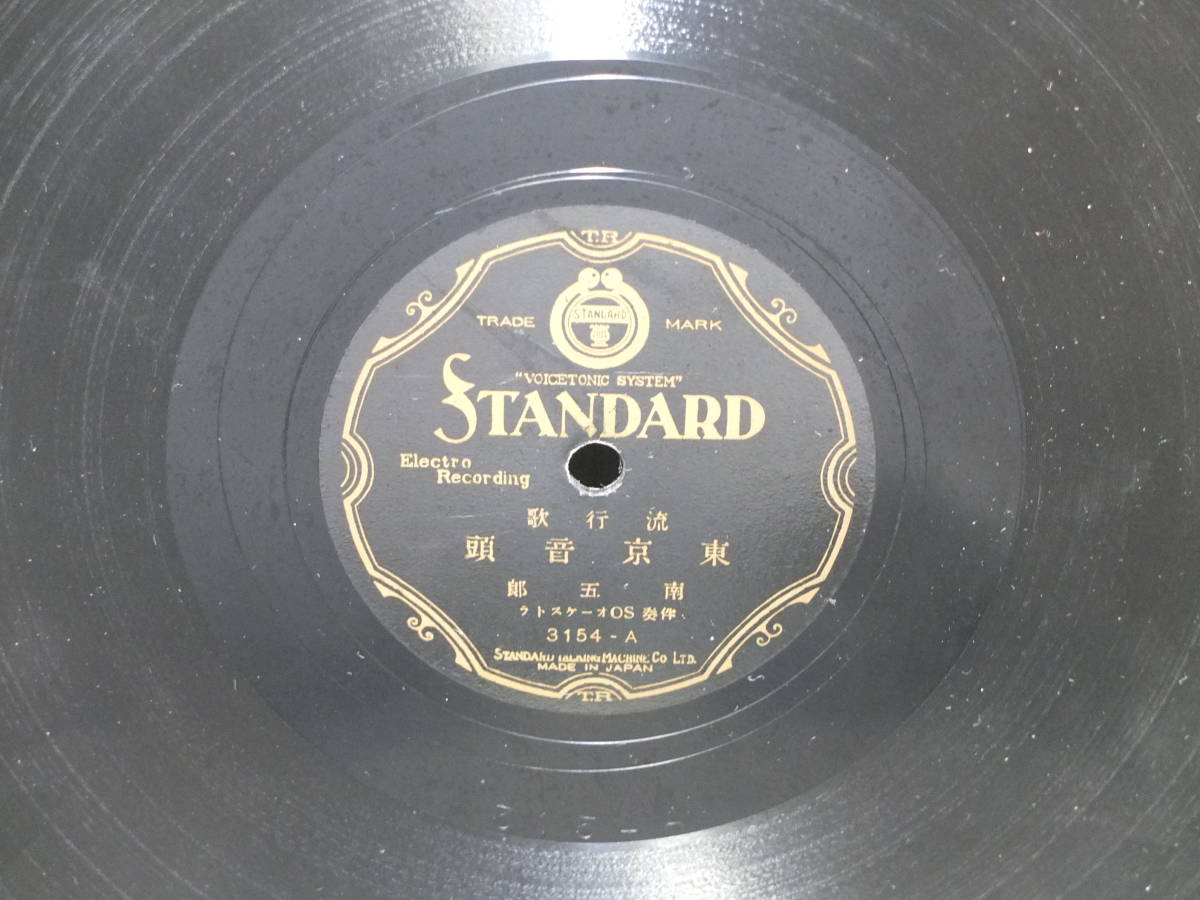 T.R
STANDARD
TRADE MARK
"VOICETONIC SYSTEM"
STANDARD
Electro
Recording
流行歌
東京音頭
南五郎
伴奏 OSオーケストラ
3154-A
STANDARD TALKING MACHINE CO LTD.
MADE IN JAPAN
T.R